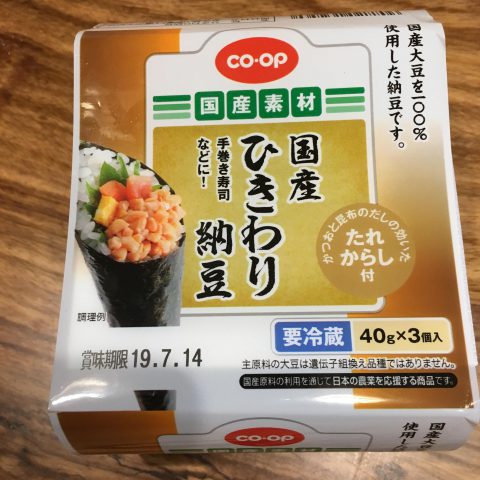 国産大豆を100%
使用した納豆です。
CO·OP
国産素材
国産
ひきわり
納豆
手巻き寿司
などに!
かつおと昆布のだしの効いた
たれ
からし
付
調理例
要冷蔵
40g×3個入
賞味期限 19.7.14
主原料の大豆は遺伝子組換え品種ではありません。
国産原料の利用を通じて日本の農業を応援する商品です。
CO·OP
国産大豆
使用した